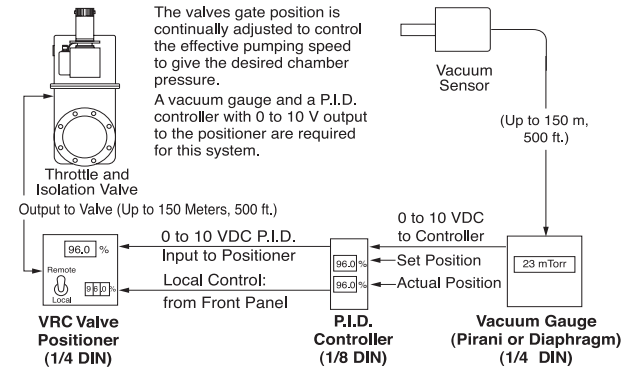 The valves gate position is
continually adjusted to control
the effective pumping speed
to give the desired chamber
pressure.
A vacuum gauge and a P.I.D.
controller with 0 to 10 V output
to the positioner are required
for this system.
Vacuum
Sensor
(Up to 150 m,
500 ft.)
Throttle and
Isolation Valve
Output to Valve (Up to 150 Meters, 500 ft.)
96.0 %
Remote
Local
96.0 %
0 to 10 VDC P.I.D.
Input to Positioner
Local Control:
from Front Panel
96.0 %
96.0 %
0 to 10 VDC
to Controller
Set Position
Actual Position
23 mTorr
VRC Valve
Positioner
(1/4 DIN)
P.I.D.
Controller
(1/8 DIN)
Vacuum Gauge
(Pirani or Diaphragm)
(1/4 DIN)